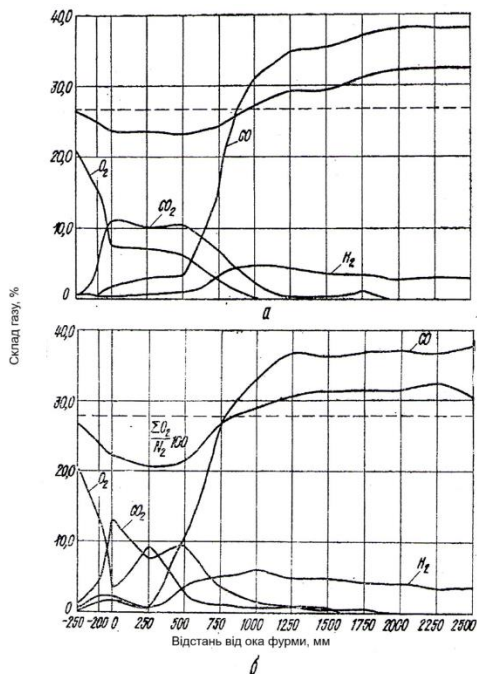 40,0
30,0
20,0
10,0
0
O2
CO2
CO
H2
а
Склад газу, %
40,0
30,0
20,0
10,0
0
O2
CO2
ΣO2
N2 100
CO
H2
-250 -200 0 250 500 750 1000 1250 1500 1750 2000 2250 2500
Відстань від ока фурми, мм
б